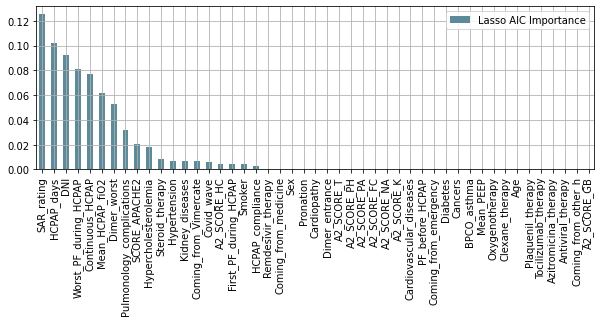 0.12
0.10
0.08
0.06
0.04
0.02
0.00
Lasso AIC Importance
SAR_rating
HCPAP_days
DNI
Worst_PF_during_HCPAP
Continuous_HCPAP
Mean_HCPAP_fiO2
Dimer_worst
Pulmonology_complications
SCORE_APACHE2
Hypercholesterolemia
Steroid_therapy
Hypertension
Kidney_diseases
Coming_from_Vimercate
Covid_wave
A2_SCORE_HC
First_PF_during_HCPAP
Smoker
HCPAP_compliance
Remdesivir_therapy
Coming_from_medicine
Sex
Pronation
Cardiopathy
Dimer_entrance
A2_SCORE_T
A2_SCORE_PH
A2_SCORE_PA
A2_SCORE_FC
A2_SCORE_NA
A2_SCORE_K
Cardiovascular_diseases
PF_before_HCPAP
Coming_from_emergency
Diabetes
Cancers
BPCO_asthma
Mean_PEEP
Oxygenotherapy
Clexane_therapy
Age
Plaquenil_therapy
Tocilizumab_therapy
Azitromicina_therapy
Antiviral_therapy
Coming_from_other_h
A2_SCORE_GB